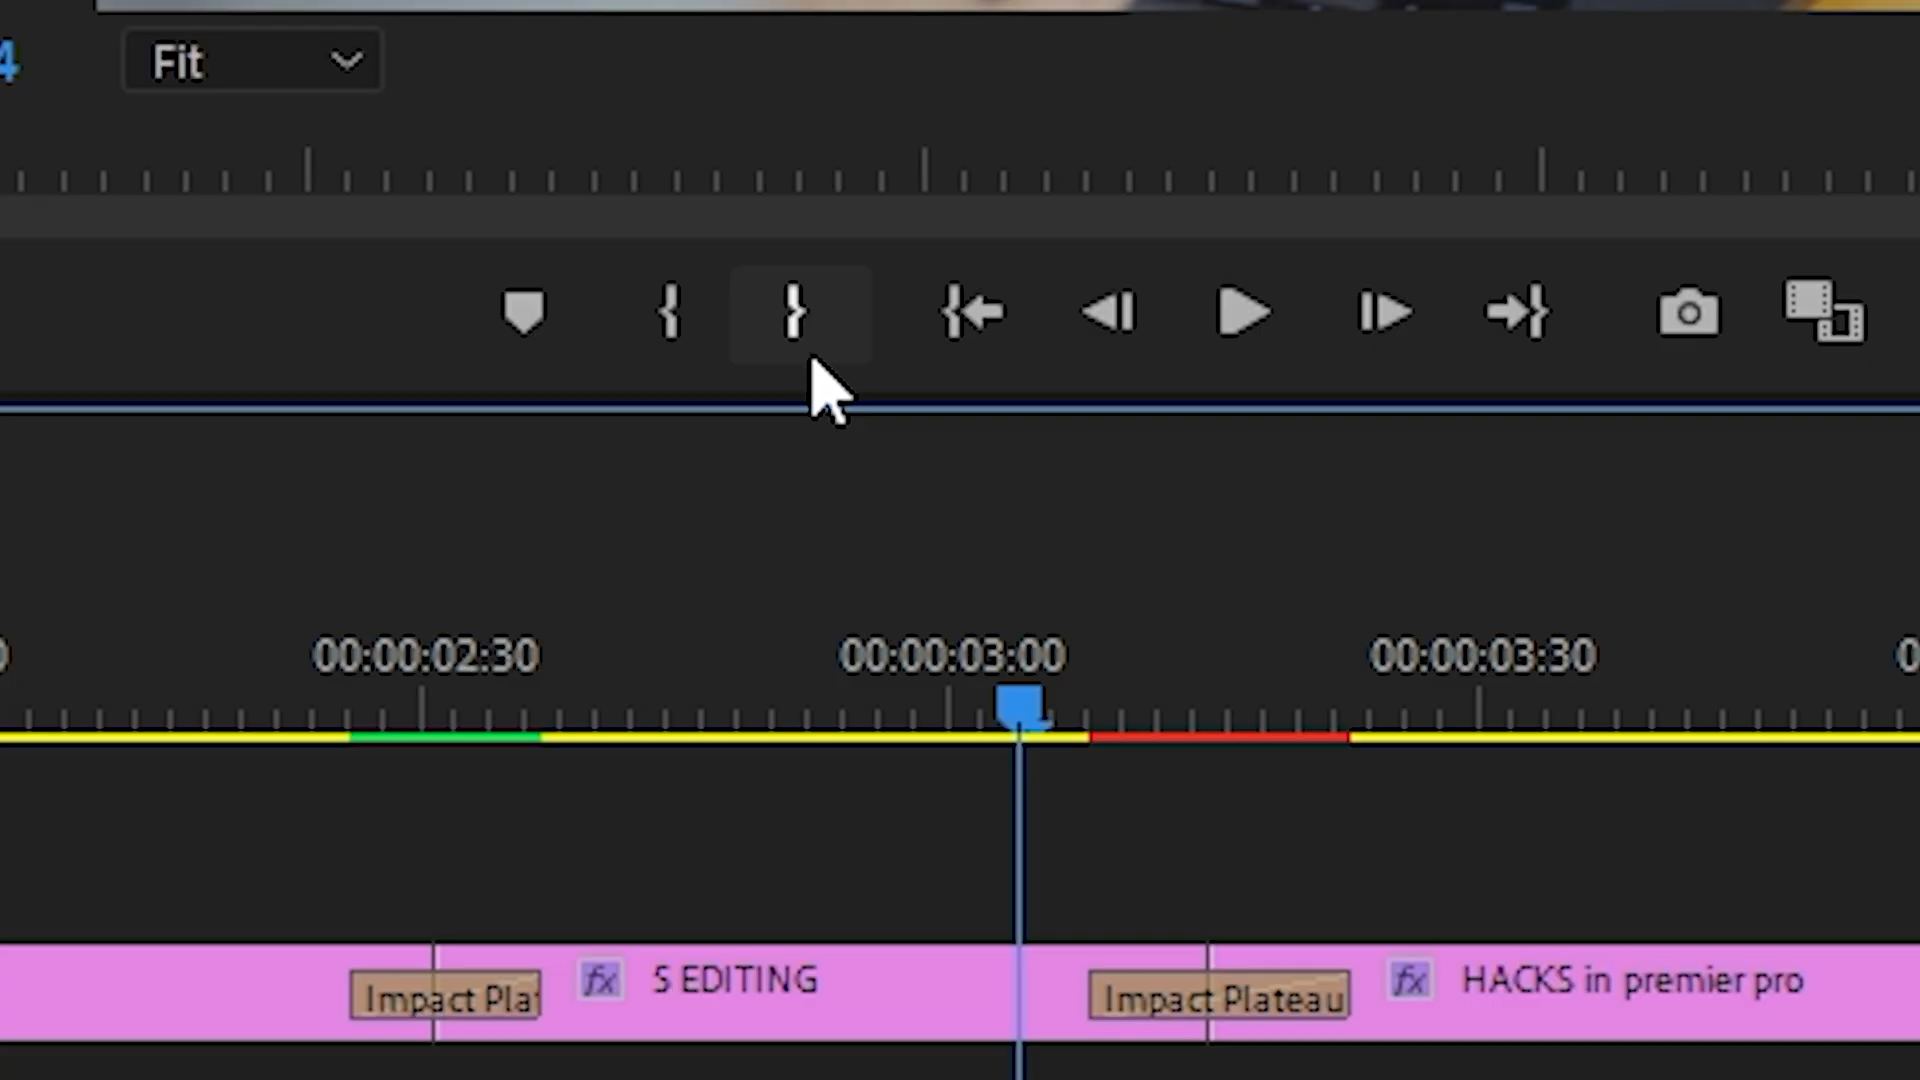 4 Fit
00:00:02:30 00:00:03:00 00:00:03:30
Impact Pla fx 5 EDITING Impact Plateau fx HACKS in premier pro